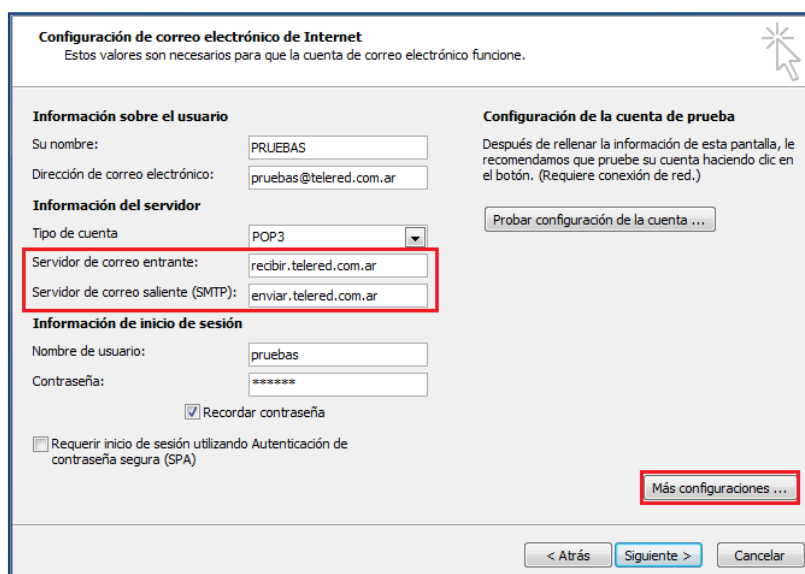 Configuración de correo electrónico de Internet
Estos valores son necesarios para que la cuenta de correo electrónico funcione.
Información sobre el usuario
Su nombre:
PRUEBAS
Dirección de correo electrónico:
pruebas@telered.com.ar
Información del servidor
Tipo de cuenta
POP3
Servidor de correo entrante:
recibir.telered.com.ar
Servidor de correo saliente (SMTP):
enviar.telered.com.ar
Información de inicio de sesión
Nombre de usuario:
pruebas
Contraseña:
******
Recordar contraseña
Requerir inicio de sesión utilizando Autenticación de
contraseña segura (SPA)
Configuración de la cuenta de prueba
Después de rellenar la información de esta pantalla, le
recomendamos que pruebe su cuenta haciendo clic en
el botón. (Requiere conexión de red.)
Probar configuración de la cuenta ...
Más configuraciones ...
< Atrás
Siguiente >
Cancelar